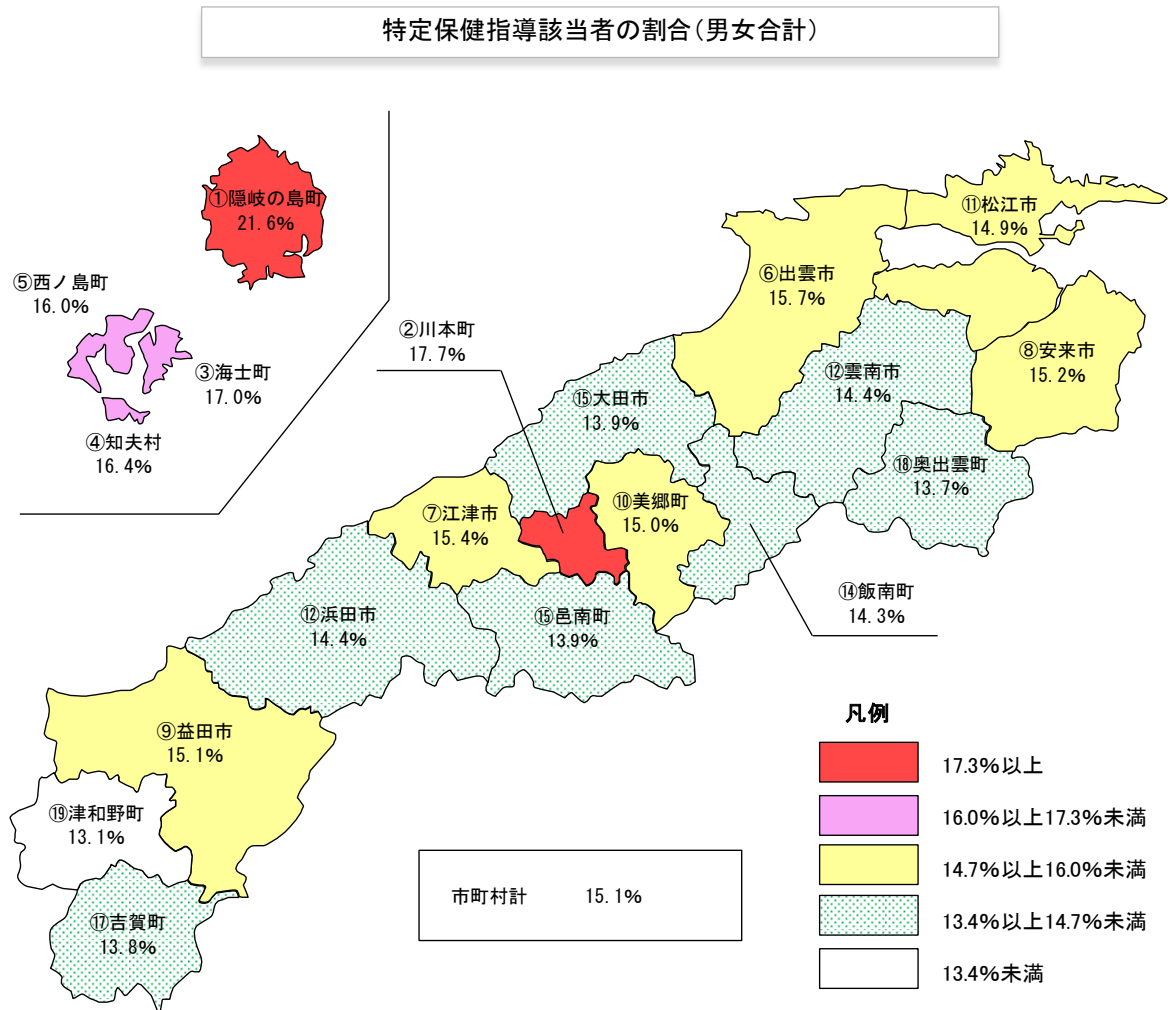 特定保健指導該当者の割合(男女合計)
①隠岐の島町
21.6%
⑤西ノ島町
16.0%
③海士町
17.0%
④知夫村
16.4%
②川本町
17.7%
⑪松江市
14.9%
⑥出雲市
15.7%
⑧安来市
15.2%
⑫雲南市
14.4%
⑮大田市
13.9%
⑱奥出雲町
13.7%
⑩美郷町
15.0%
⑦江津市
15.4%
⑭飯南町
14.3%
⑫浜田市
14.4%
⑮邑南町
13.9%
⑨益田市
15.1%
⑲津和野町
13.1%
⑰吉賀町
13.8%
市町村計 15.1%
凡例
17.3%以上
16.0%以上17.3%未満
14.7%以上16.0%未満
13.4%以上14.7%未満
13.4%未満